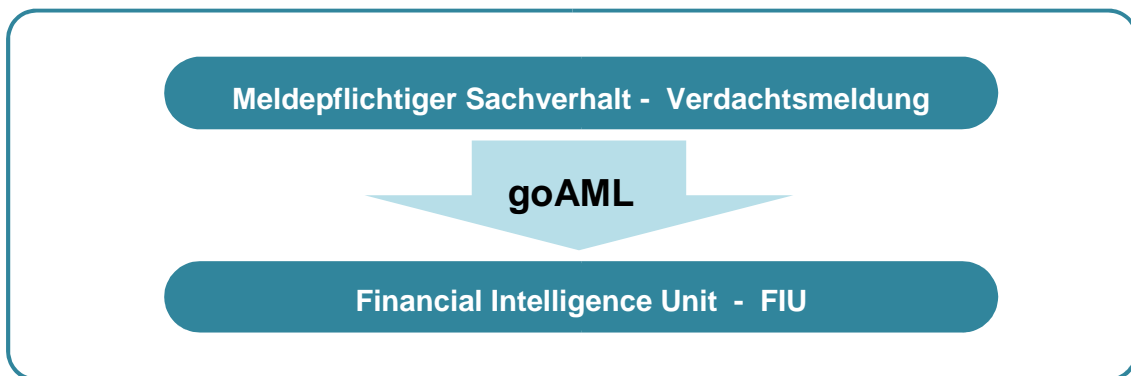 Meldepflichtiger Sachverhalt - Verdachtsmeldung
goAML
Financial Intelligence Unit - FIU